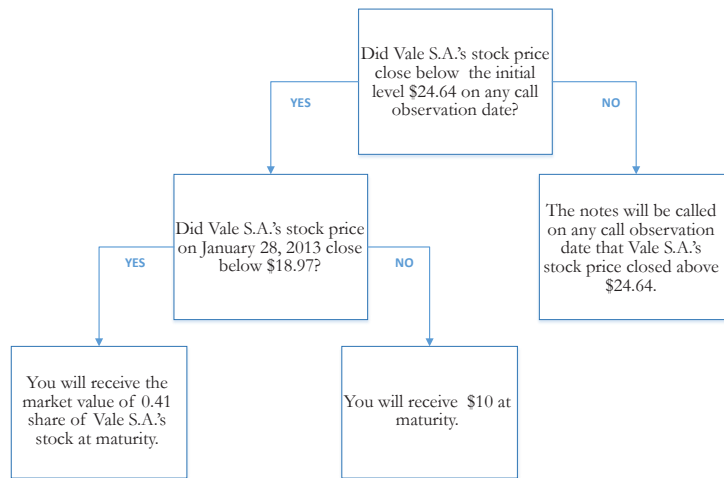 Did Vale S.A.'s stock price
close below the initial
level $24.64 on any call
observation date?
YES
NO
Did Vale S.A.'s stock price
on January 28, 2013 close
below $18.97?
The notes will be called
on any call observation
date that Vale S.A.'s
stock price closed above
$24.64.
YES
NO
You will receive the
market value of 0.41
share of Vale S.A.'s
stock at maturity.
You will receive $10 at
maturity.